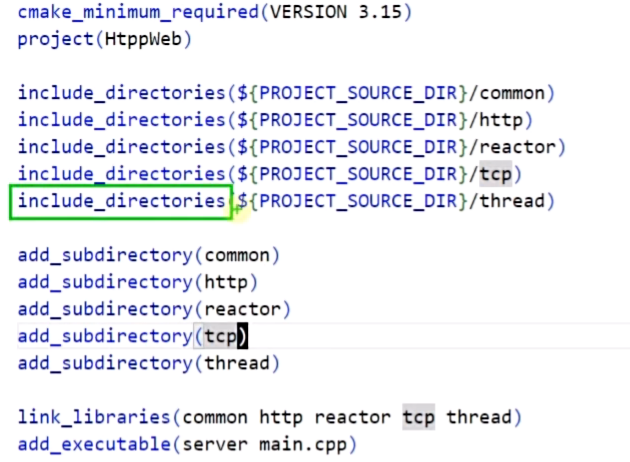 cmake_minimum_required(VERSION 3.15)
project(HtppWeb)
include_directories(${PROJECT_SOURCE_DIR}/common)
include_directories(${PROJECT_SOURCE_DIR}/http)
include_directories(${PROJECT_SOURCE_DIR}/reactor)
include_directories(${PROJECT_SOURCE_DIR}/tcp)
include_directories(${PROJECT_SOURCE_DIR}/thread)
add_subdirectory(common)
add_subdirectory(http)
add_subdirectory(reactor)
add_subdirectory(tcp)
add_subdirectory(thread)
link_libraries(common http reactor tcp thread)
add_executable(server main.cpp)